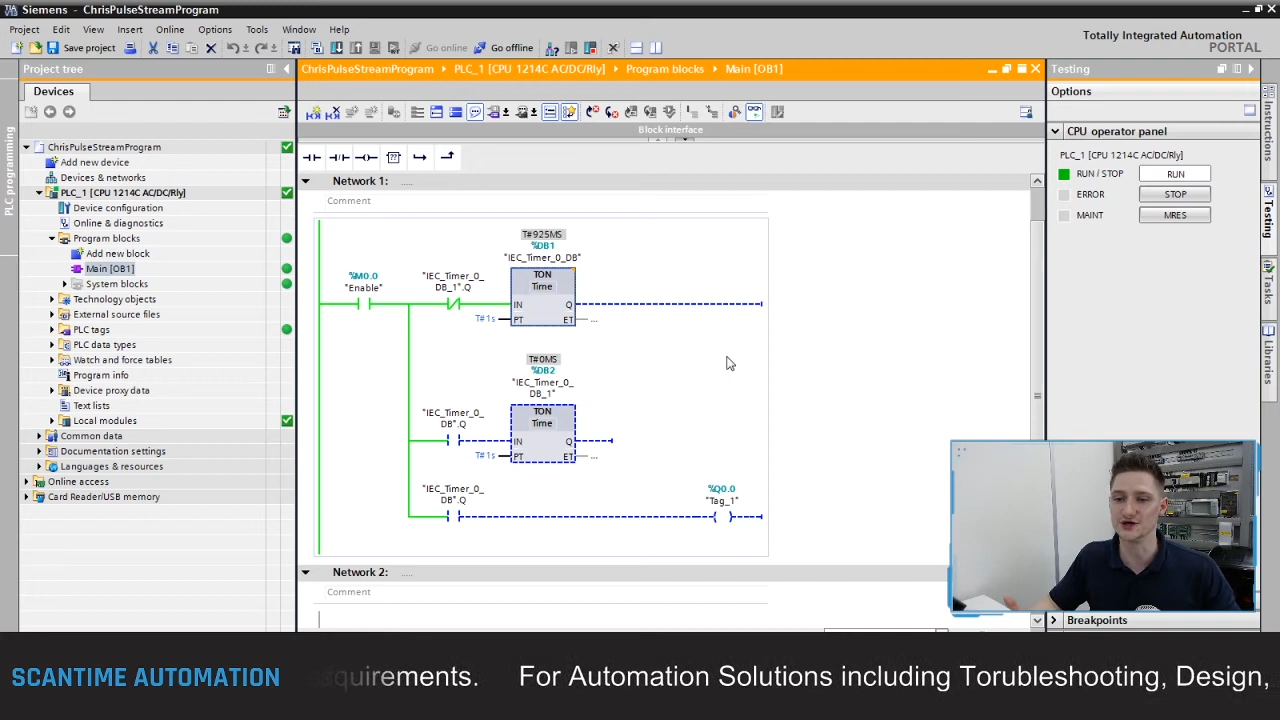 Siemens - ChrisPulseStreamProgram
Project Edit View Insert Online Options Tools Window Help
Totally Integrated Automation
PORTAL
Save project Go online Go offline
Project tree
ChrisPulseStreamProgram PLC_1 [CPU 1214C AC/DC/Rly] Program blocks Main [OB1]
Testing
Devices
Options
Block interface
CPU operator panel
PLC_1 [CPU 1214C AC/DC/Rly]
RUN / STOP RUN
ERROR STOP
MAINT MRES
PLC programming
ChrisPulseStreamProgram
Add new device
Devices & networks
PLC_1 [CPU 1214C AC/DC/Rly]
Device configuration
Online & diagnostics
Program blocks
Add new block
Main [OB1]
System blocks
Technology objects
External source files
PLC tags
PLC data types
Watch and force tables
Program info
Device proxy data
Text lists
Local modules
Common data
Documentation settings
Languages & resources
Online access
Card Reader/USB memory
Network 1: .....
Comment
T#925MS
%DB1
"IEC_Timer_0_DB"
%M0.0
"Enable"
"IEC_Timer_0_
DB_1".Q
TON
Time
IN Q
T#1s PT ET ...
T#0MS
%DB2
"IEC_Timer_0_
DB_1"
"IEC_Timer_0_
DB".Q
TON
Time
IN Q
T#1s PT ET ...
"IEC_Timer_0_
DB".Q
%Q0.0
"Tag_1"
Network 2: .....
Comment
Instructions
Testing
Tasks
Libraries
Breakpoints
SCANTIME AUTOMATION
quirements. For Automation Solutions including Torubleshooting, Design,